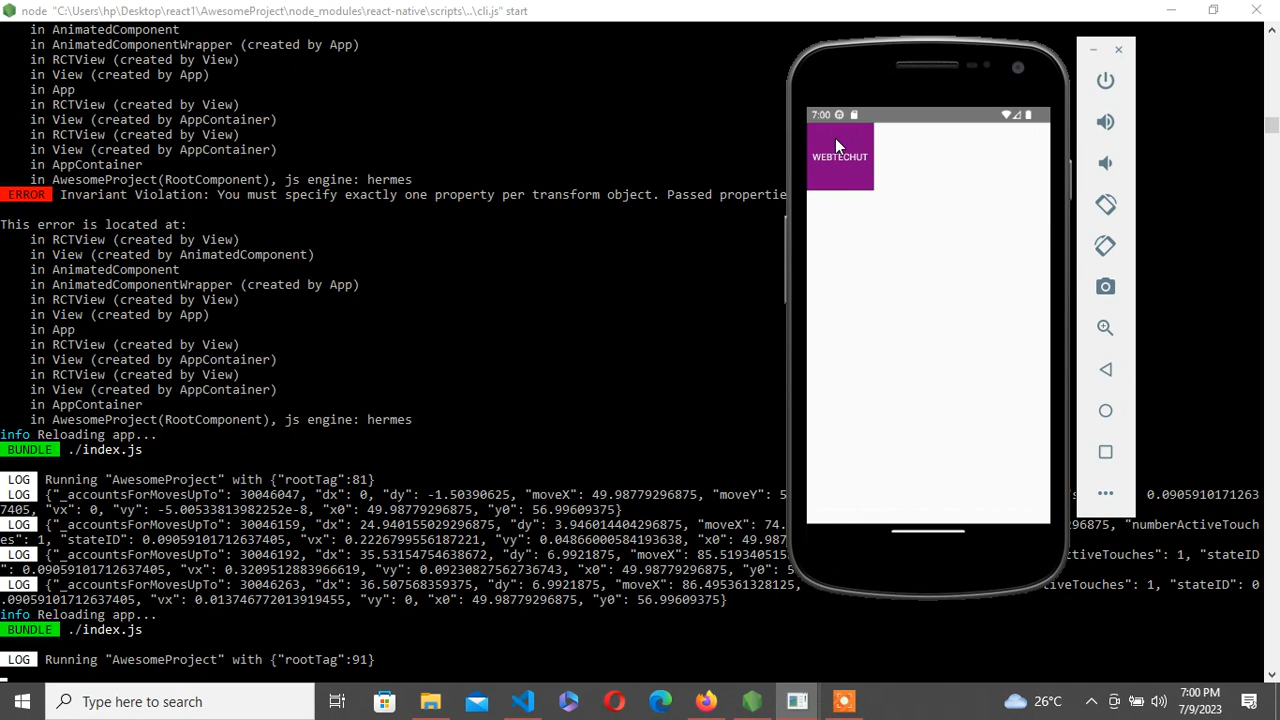 node "C:\Users\hp\Desktop\react1\AwesomeProject\node_modules\react-native\scripts\..\cli.js" start
in AnimatedComponent
in AnimatedComponentWrapper (created by App)
in RCTView (created by View)
in View (created by App)
in App
in RCTView (created by View)
in View (created by AppContainer)
in RCTView (created by View)
in View (created by AppContainer)
in AppContainer
in AwesomeProject(RootComponent), js engine: hermes
ERROR Invariant Violation: You must specify exactly one property per transform object. Passed propertie
This error is located at:
in RCTView (created by View)
in View (created by AnimatedComponent)
in AnimatedComponent
in AnimatedComponentWrapper (created by App)
in RCTView (created by View)
in View (created by App)
in App
in RCTView (created by View)
in View (created by AppContainer)
in RCTView (created by View)
in View (created by AppContainer)
in AppContainer
in AwesomeProject(RootComponent), js engine: hermes
info Reloading app...
BUNDLE ./index.js
LOG Running "AwesomeProject" with {"rootTag":81}
LOG {"_accountsForMovesUpTo": 30046047, "dx": 0, "dy": -1.50390625, "moveX": 49.98779296875, "moveY": 5 0.0905910171263
7405, "vx": 0, "vy": -5.00533813982252e-8, "x0": 49.98779296875, "y0": 56.99609375}
LOG {"_accountsForMovesUpTo": 30046159, "dx": 24.940155029296875, "dy": 3.946014404296875, "moveX": 74. 296875, "numberActiveTouch
es": 1, "stateID": 0.09059101712637405, "vx": 0.2226799556187221, "vy": 0.04866000584193638, "x0": 49.987
LOG {"_accountsForMovesUpTo": 30046192, "dx": 35.53154754638672, "dy": 6.9921875, "moveX": 85.519340515 ctiveTouches": 1, "stateID
": 0.09059101712637405, "vx": 0.3209512883966619, "vy": 0.09230827562736743, "x0": 49.98779296875, "y0": 5
LOG {"_accountsForMovesUpTo": 30046263, "dx": 36.507568359375, "dy": 6.9921875, "moveX": 86.495361328125, iveTouches": 1, "stateID": 0
.09059101712637405, "vx": 0.013746772013919455, "vy": 0, "x0": 49.98779296875, "y0": 56.99609375}
info Reloading app...
BUNDLE ./index.js
LOG Running "AwesomeProject" with {"rootTag":91}
7:00
WEBTECHUT
Type here to search
26°C
7:00 PM
7/9/2023